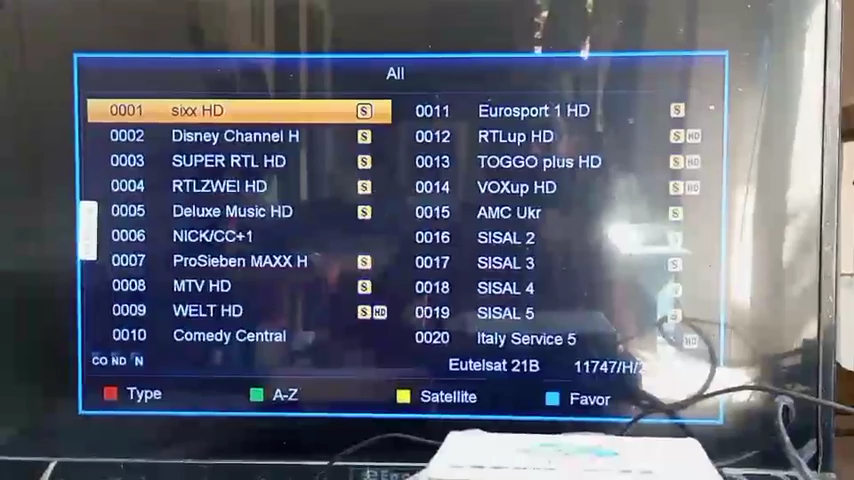 All
0001 sixx HD S
0002 Disney Channel H S
0003 SUPER RTL HD S
0004 RTLZWEI HD S
0005 Deluxe Music HD S
0006 NICK/CC+1
0007 ProSieben MAXX H S
0008 MTV HD S
0009 WELT HD S HD
0010 Comedy Central
0011 Eurosport 1 HD S
0012 RTLup HD S HD
0013 TOGGO plus HD S HD
0014 VOXup HD S HD
0015 AMC Ukr S
0016 SISAL 2
0017 SISAL 3 S
0018 SISAL 4
0019 SISAL 5 S
0020 Italy Service 5 HD
CO ND N
Eutelsat 21B 11747/H/2
Type A-Z Satellite Favor